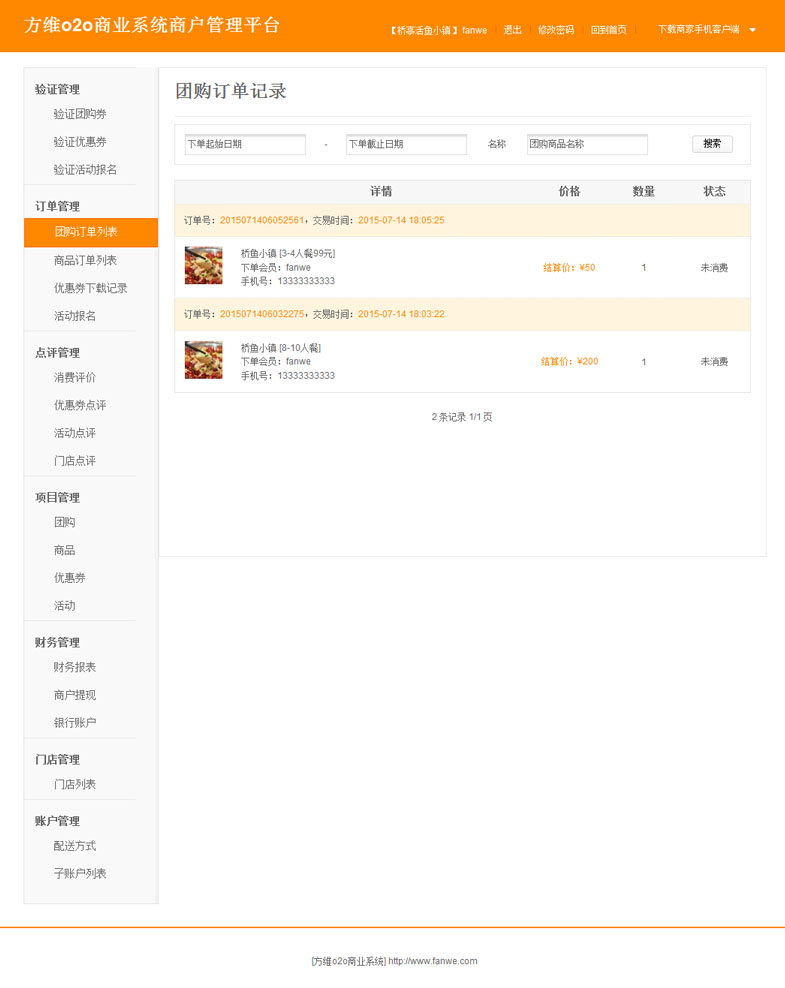 方维o2o商业系统商户管理平台
【桥亭活鱼小镇】fanwe 退出 修改密码 回到首页 下载商家手机客户端
验证管理
验证团购券
验证优惠券
验证活动报名
订单管理
团购订单列表
商品订单列表
优惠券下载记录
活动报名
点评管理
消费评价
优惠券点评
活动点评
门店点评
项目管理
团购
商品
优惠券
活动
财务管理
财务报表
商户提现
银行账户
门店管理
门店列表
账户管理
配送方式
子账户列表
团购订单记录
下单起始日期 - 下单截止日期 名称 团购商品名称 搜索
详情 价格 数量 状态
订单号：2015071406052561，交易时间：2015-07-14 18:05:25
桥鱼小镇 [3-4人餐99元]
下单会员：fanwe 结算价：¥50 1 未消费
手机号：13333333333
订单号：2015071406032275，交易时间：2015-07-14 18:03:22
桥鱼小镇 [8-10人餐]
下单会员：fanwe 结算价：¥200 1 未消费
手机号：13333333333
2 条记录 1/1 页
[方维o2o商业系统] http://www.fanwe.com